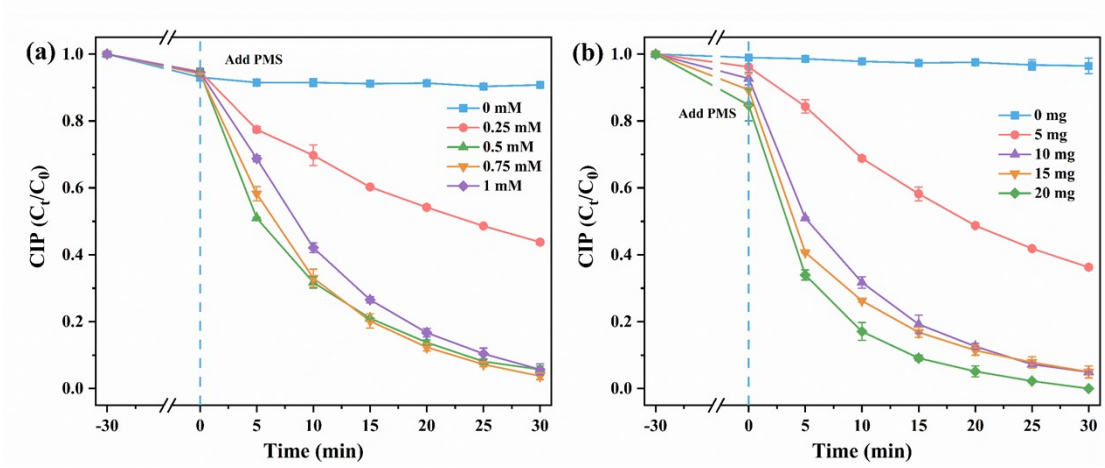 (a)
Add PMS
0 mM
0.25 mM
0.5 mM
0.75 mM
1 mM
CIP (Ct/C0)
1.0
0.8
0.6
0.4
0.2
0.0
-30 0 5 10 15 20 25 30
Time (min)
(b)
Add PMS
0 mg
5 mg
10 mg
15 mg
20 mg
CIP (Ct/C0)
1.0
0.8
0.6
0.4
0.2
0.0
-30 0 5 10 15 20 25 30
Time (min)